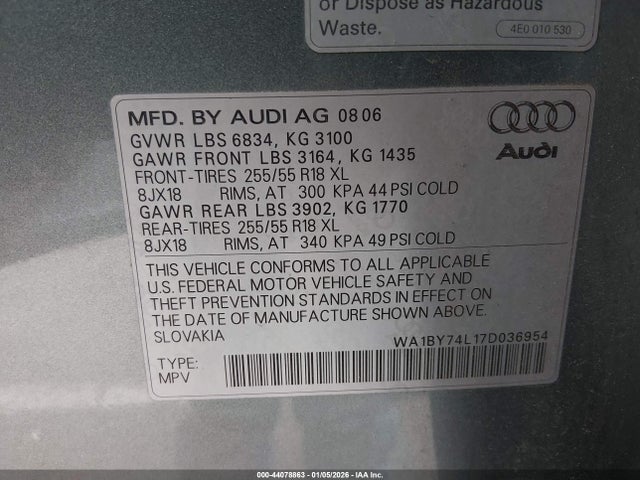 or Dispose as Hazardous
Waste.
4E0 010 530
MFD. BY AUDI AG 0806
GVWR LBS 6834, KG 3100
GAWR FRONT LBS 3164, KG 1435
FRONT-TIRES 255/55 R18 XL
8JX18 RIMS, AT 300 KPA 44 PSI COLD
GAWR REAR LBS 3902, KG 1770
REAR-TIRES 255/55 R18 XL
8JX18 RIMS, AT 340 KPA 49 PSI COLD
Audi
THIS VEHICLE CONFORMS TO ALL APPLICABLE
U.S. FEDERAL MOTOR VEHICLE SAFETY AND
THEFT PREVENTION STANDARDS IN EFFECT ON
THE DATE OF MANUFACTURE SHOWN ABOVE.
SLOVAKIA WA1BY74L17D036954
TYPE:
MPV
000-44078863 - 01/05/2026 - IAA Inc.